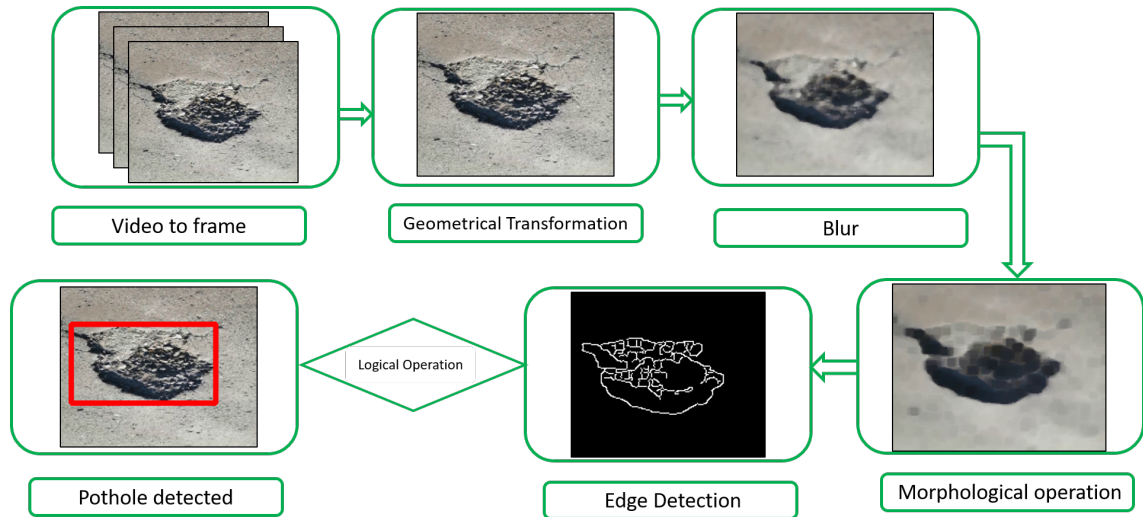 Video to frame
Geometrical Transformation
Blur
Morphological operation
Edge Detection
Logical Operation
Pothole detected